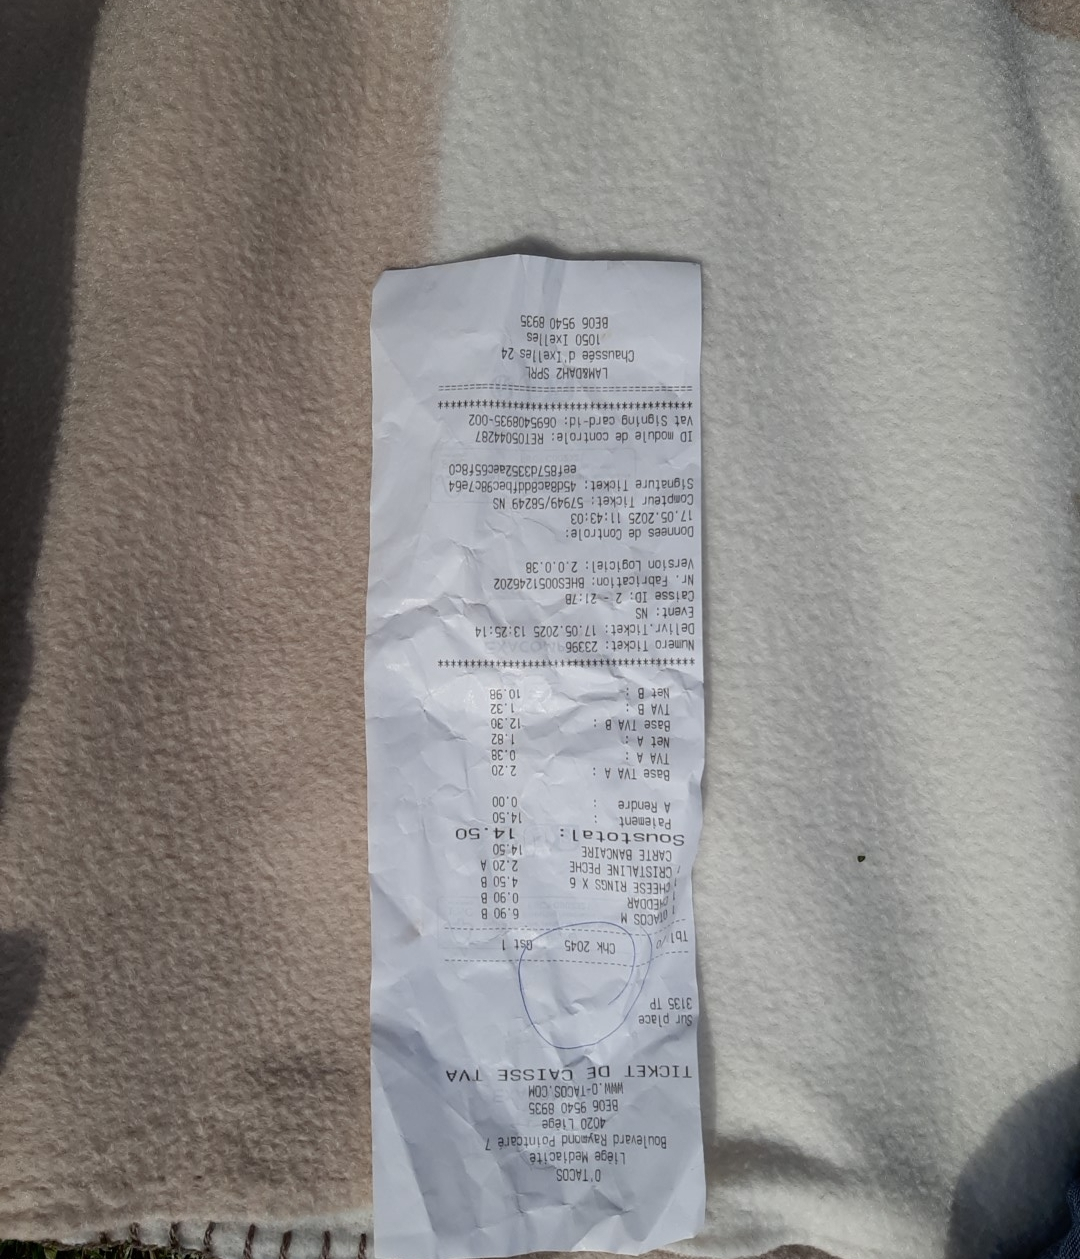 O'TACOS
Liège Mediacité
Boulevard Raymond Pointcaré 7
4020 Liège
BE06 9540 8935
WWW.O-TACOS.COM
TICKET DE CAISSE TVA
Sur place
3135 TP
Tbl /0 Chk 2045 Gst 1
1 OTACOS M 6.90 B
1 CHEDDAR 0.90 B
1 CHEESE RINGS X 6 4.50 B
1 CRISTALINE PECHE 2.20 A
CARTE BANCAIRE 14.50
Soustotal: 14.50
Paiement : 14.50
A Rendre : 0.00
Base TVA A : 2.20
TVA A : 0.38
Net A : 1.82
Base TVA B : 12.30
TVA B : 1.32
Net B : 10.98
****************************************
Numero Ticket: 23396
Delivr.Ticket: 17.05.2025 13:25:14
Event: NS
Caisse ID: 2 - 21:7B
Nr. Fabrication: BHES0051246202
Version Logiciel: 2.0.0.38
Donnees de Controle:
17.05.2025 11:43:03
Compteur Ticket: 57949/58249 NS
Signature Ticket: 45d8ac8ddfbec98c7e64
eef857d3352aec65f8c0
ID module de controle: RET05044287
Vat Signing card-id: 0695408935-002
****************************************
========================================
LAM&DAH2 SPRL
Chaussée d'Ixelles 24
1050 Ixelles
BE06 9540 8935